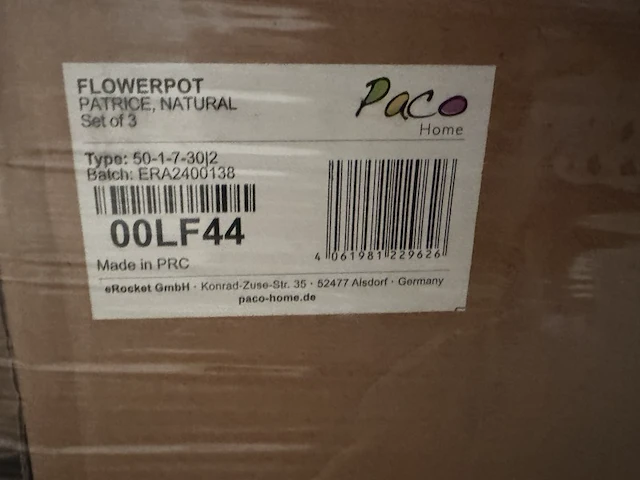 FLOWERPOT
PATRICE, NATURAL
Set of 3
Paco
Home
Type: 50-1-7-30|2
Batch: ERA2400138
00LF44
4 061981 229626
Made in PRC
eRocket GmbH · Konrad-Zuse-Str. 35 · 52477 Alsdorf · Germany
paco-home.de